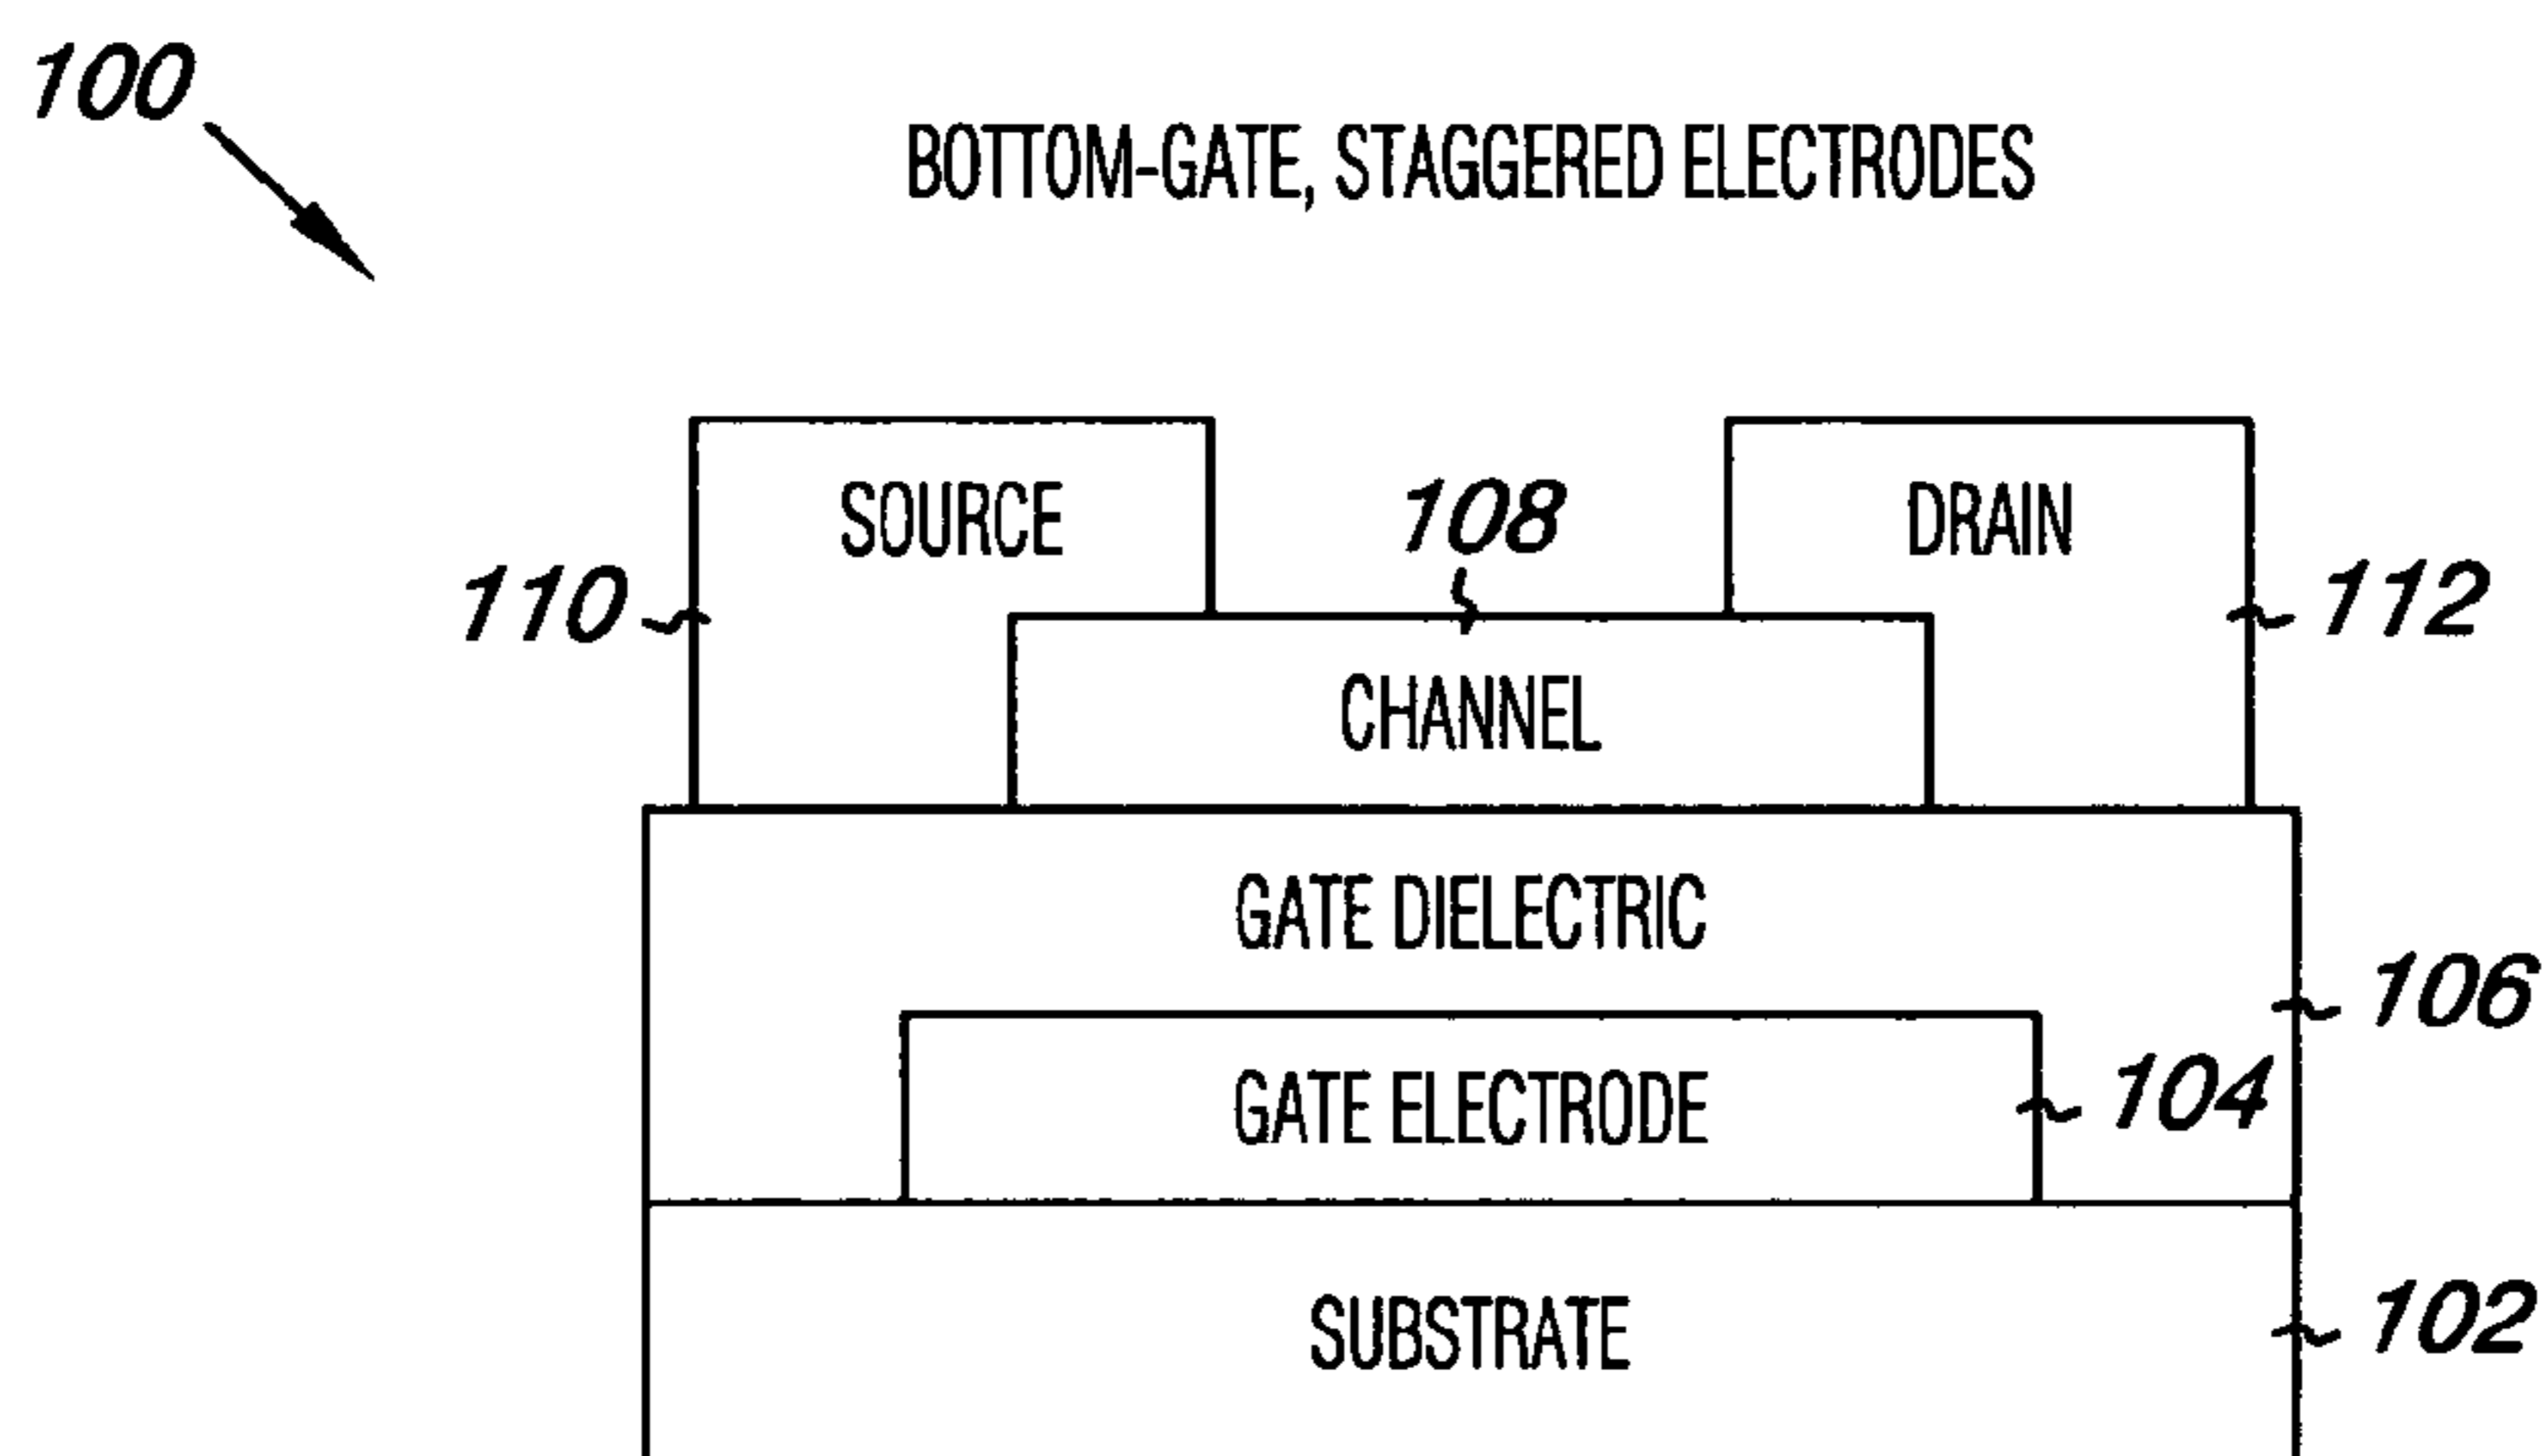 100
BOTTOM-GATE, STAGGERED ELECTRODES
SOURCE
108
DRAIN
110
112
CHANNEL
GATE DIELECTRIC
106
GATE ELECTRODE
104
SUBSTRATE
102